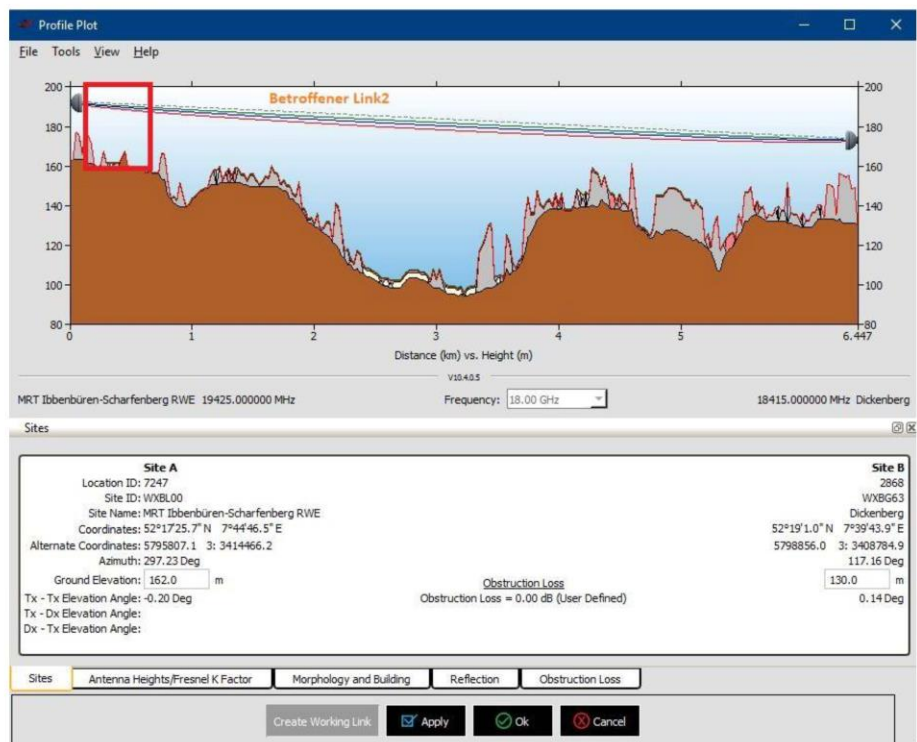 Profile Plot
File Tools View Help
Betroffener Link2
200 200
180 180
160 160
140 140
120 120
100 100
80 80
0 1 2 3 4 5 6.447
Distance (km) vs. Height (m)
V10.4.0.5
MRT Ibbenbüren-Scharfenberg RWE 19425.000000 MHz Frequency: 18.00 GHz 18415.000000 MHz Dickenberg
Sites
Site A Site B
Location ID: 7247 2868
Site ID: WXBL00 WXBG63
Site Name: MRT Ibbenbüren-Scharfenberg RWE Dickenberg
Coordinates: 52°17'25.7" N 7°44'46.5" E 52°19'1.0" N 7°39'43.9" E
Alternate Coordinates: 5795807.1 3: 3414466.2 5798856.0 3: 3408784.9
Azimuth: 297.23 Deg 117.16 Deg
Ground Elevation: 162.0 m Obstruction Loss 130.0 m
Tx - Tx Elevation Angle: -0.20 Deg Obstruction Loss = 0.00 dB (User Defined) 0.14 Deg
Tx - Dx Elevation Angle:
Dx - Tx Elevation Angle:
Sites Antenna Heights/Fresnel K Factor Morphology and Building Reflection Obstruction Loss
Create Working Link Apply Ok Cancel